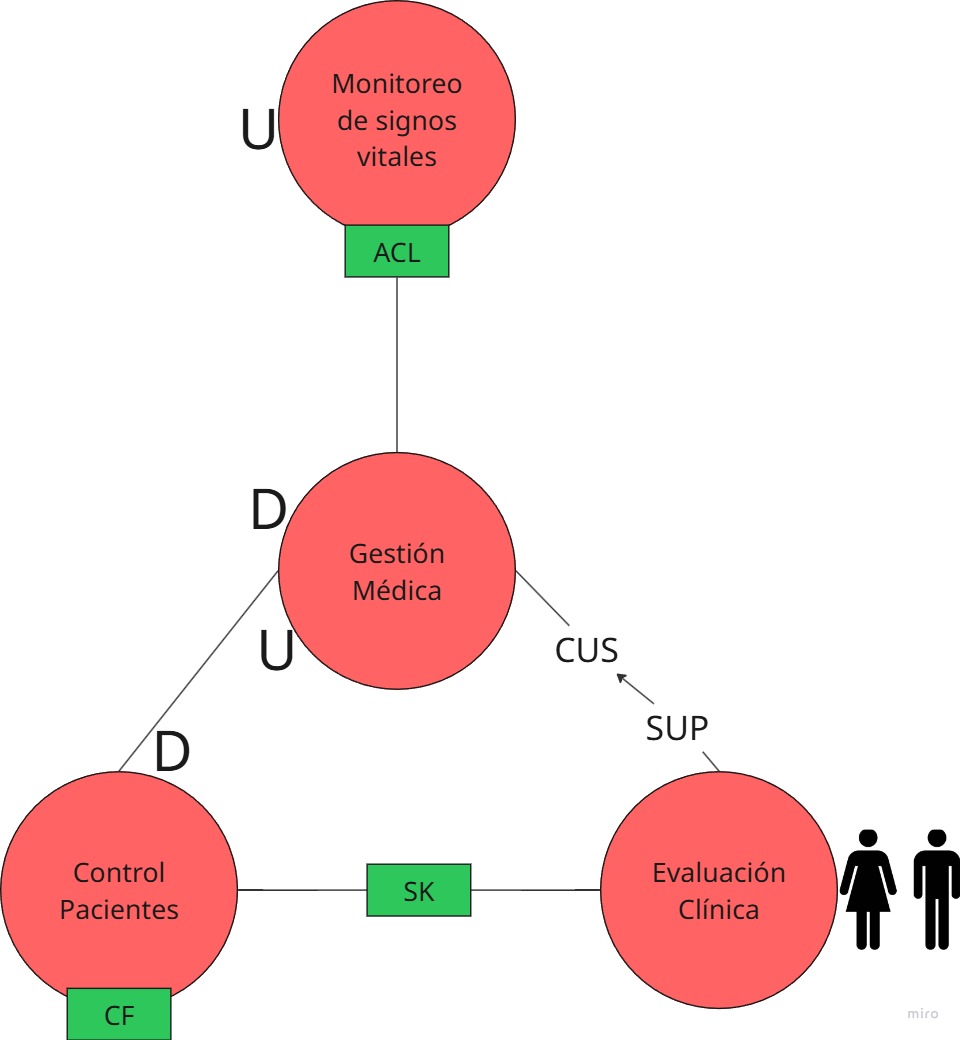 Monitoreo
de signos
vitales
U
ACL
D
Gestión
Médica
U
CUS
SUP
D
Control
Pacientes
SK
Evaluación
Clínica
CF
miro